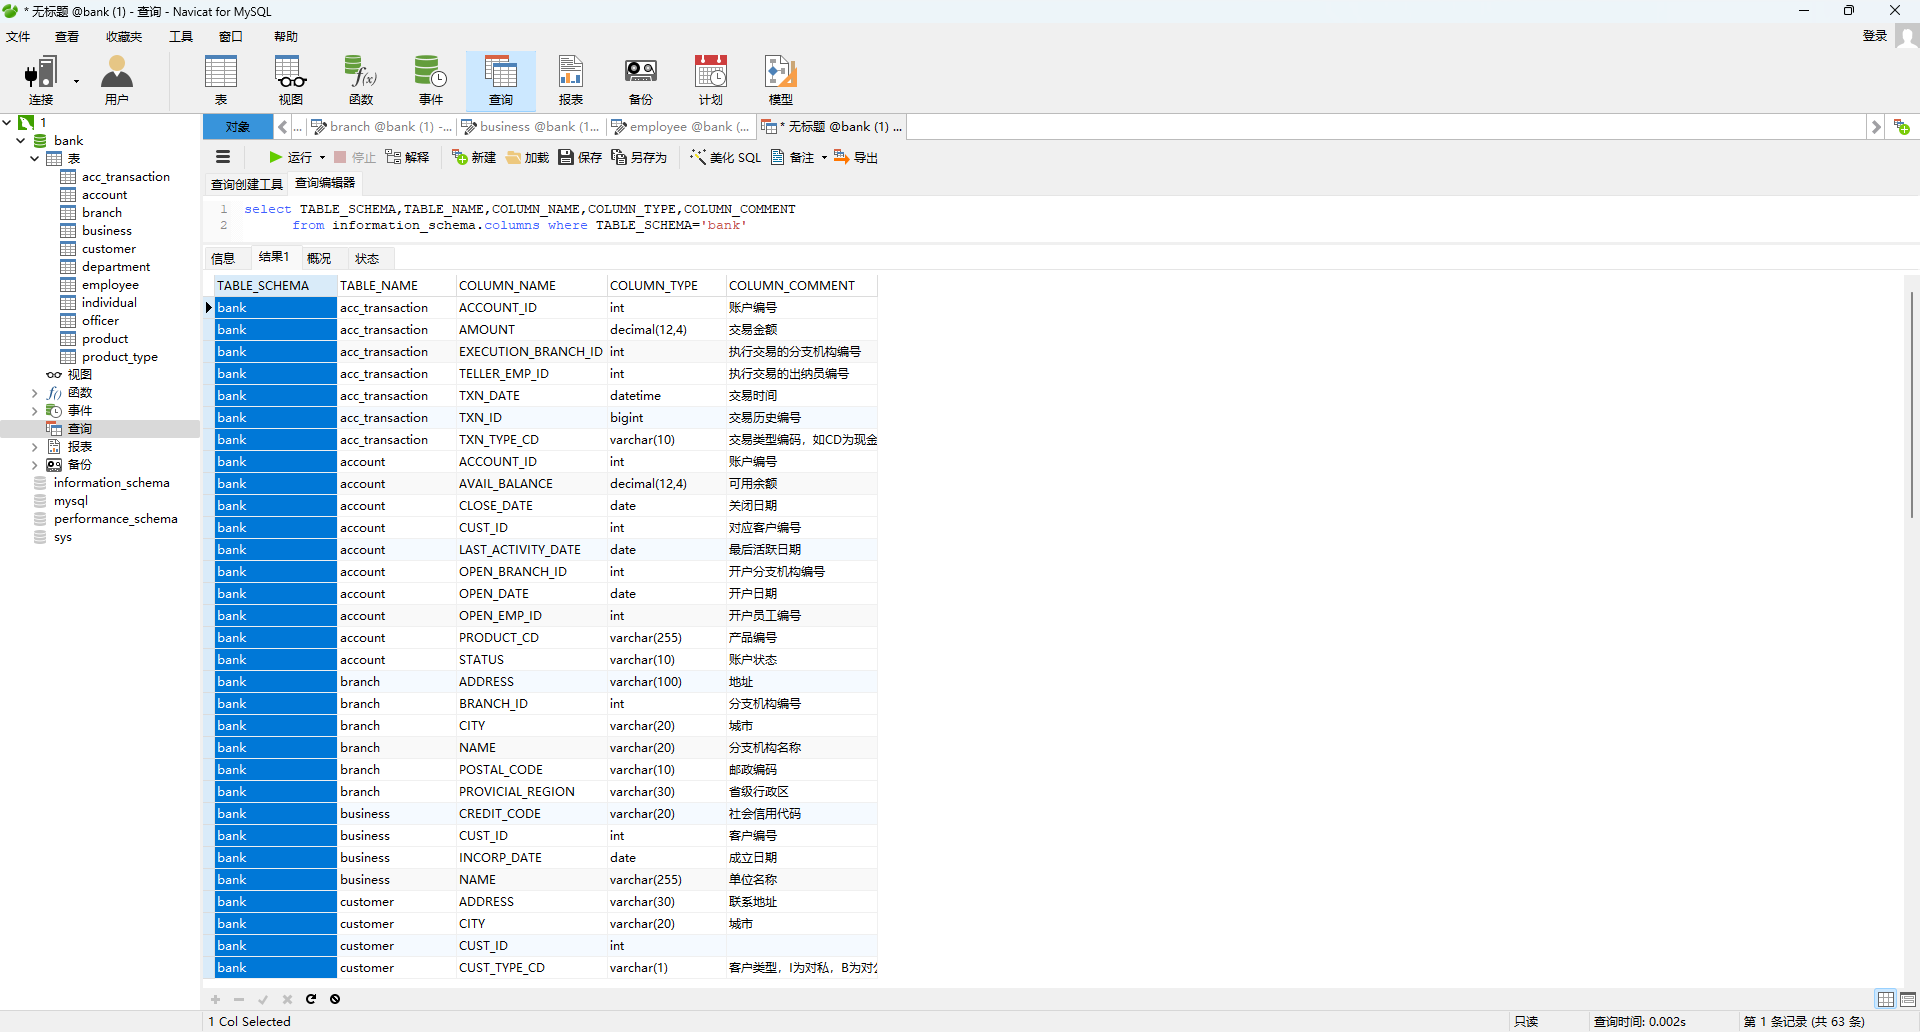 * 无标题 @bank (1) - 查询 - Navicat for MySQL
文件 查看 收藏夹 工具 窗口 帮助 登录
连接 用户 表 视图 函数 事件 查询 报表 备份 计划 模型
1
bank
表
acc_transaction
account
branch
business
customer
department
employee
individual
officer
product
product_type
视图
函数
事件
查询
报表
备份
information_schema
mysql
performance_schema
sys
对象 ... branch @bank (1) -... business @bank (1... employee @bank (... * 无标题 @bank (1) ...
运行 停止 解释 新建 加载 保存 另存为 美化 SQL 备注 导出
查询创建工具 查询编辑器
1 select TABLE_SCHEMA,TABLE_NAME,COLUMN_NAME,COLUMN_TYPE,COLUMN_COMMENT
2 from information_schema.columns where TABLE_SCHEMA='bank'
信息 结果1 概况 状态
TABLE_SCHEMA TABLE_NAME COLUMN_NAME COLUMN_TYPE COLUMN_COMMENT
bank acc_transaction ACCOUNT_ID int 账户编号
bank acc_transaction AMOUNT decimal(12,4) 交易金额
bank acc_transaction EXECUTION_BRANCH_ID int 执行交易的分支机构编号
bank acc_transaction TELLER_EMP_ID int 执行交易的出纳员编号
bank acc_transaction TXN_DATE datetime 交易时间
bank acc_transaction TXN_ID bigint 交易历史编号
bank acc_transaction TXN_TYPE_CD varchar(10) 交易类型编码，如CD为现金
bank account ACCOUNT_ID int 账户编号
bank account AVAIL_BALANCE decimal(12,4) 可用余额
bank account CLOSE_DATE date 关闭日期
bank account CUST_ID int 对应客户编号
bank account LAST_ACTIVITY_DATE date 最后活跃日期
bank account OPEN_BRANCH_ID int 开户分支机构编号
bank account OPEN_DATE date 开户日期
bank account OPEN_EMP_ID int 开户员工编号
bank account PRODUCT_CD varchar(255) 产品编号
bank account STATUS varchar(10) 账户状态
bank branch ADDRESS varchar(100) 地址
bank branch BRANCH_ID int 分支机构编号
bank branch CITY varchar(20) 城市
bank branch NAME varchar(20) 分支机构名称
bank branch POSTAL_CODE varchar(10) 邮政编码
bank branch PROVICIAL_REGION varchar(30) 省级行政区
bank business CREDIT_CODE varchar(20) 社会信用代码
bank business CUST_ID int 客户编号
bank business INCORP_DATE date 成立日期
bank business NAME varchar(255) 单位名称
bank customer ADDRESS varchar(30) 联系地址
bank customer CITY varchar(20) 城市
bank customer CUST_ID int
bank customer CUST_TYPE_CD varchar(1) 客户类型，I为对私，B为对公
1 Col Selected 只读 查询时间: 0.002s 第 1 条记录 (共 63 条)